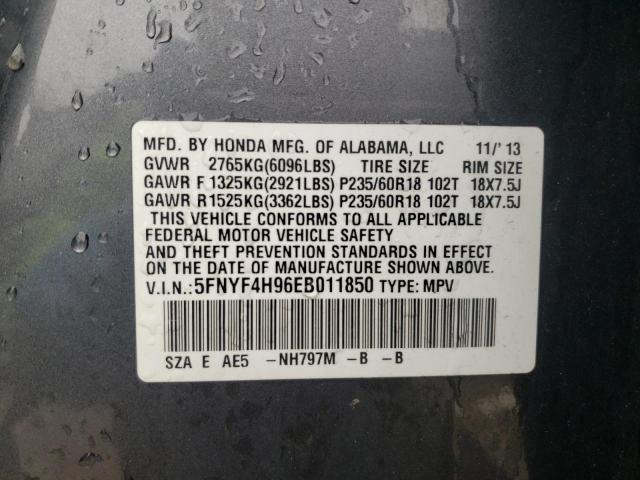 MFD. BY HONDA MFG. OF ALABAMA, LLC 11/'13
GVWR 2765KG(6096LBS) TIRE SIZE RIM SIZE
GAWR F 1325KG(2921LBS) P235/60R18 102T 18X7.5J
GAWR R 1525KG(3362LBS) P235/60R18 102T 18X7.5J
THIS VEHICLE CONFORMS TO ALL APPLICABLE
FEDERAL MOTOR VEHICLE SAFETY
AND THEFT PREVENTION STANDARDS IN EFFECT
ON THE DATE OF MANUFACTURE SHOWN ABOVE.
V.I.N.:5FNYF4H96EB011850 TYPE: MPV
SZA E AE5 -NH797M -B -B